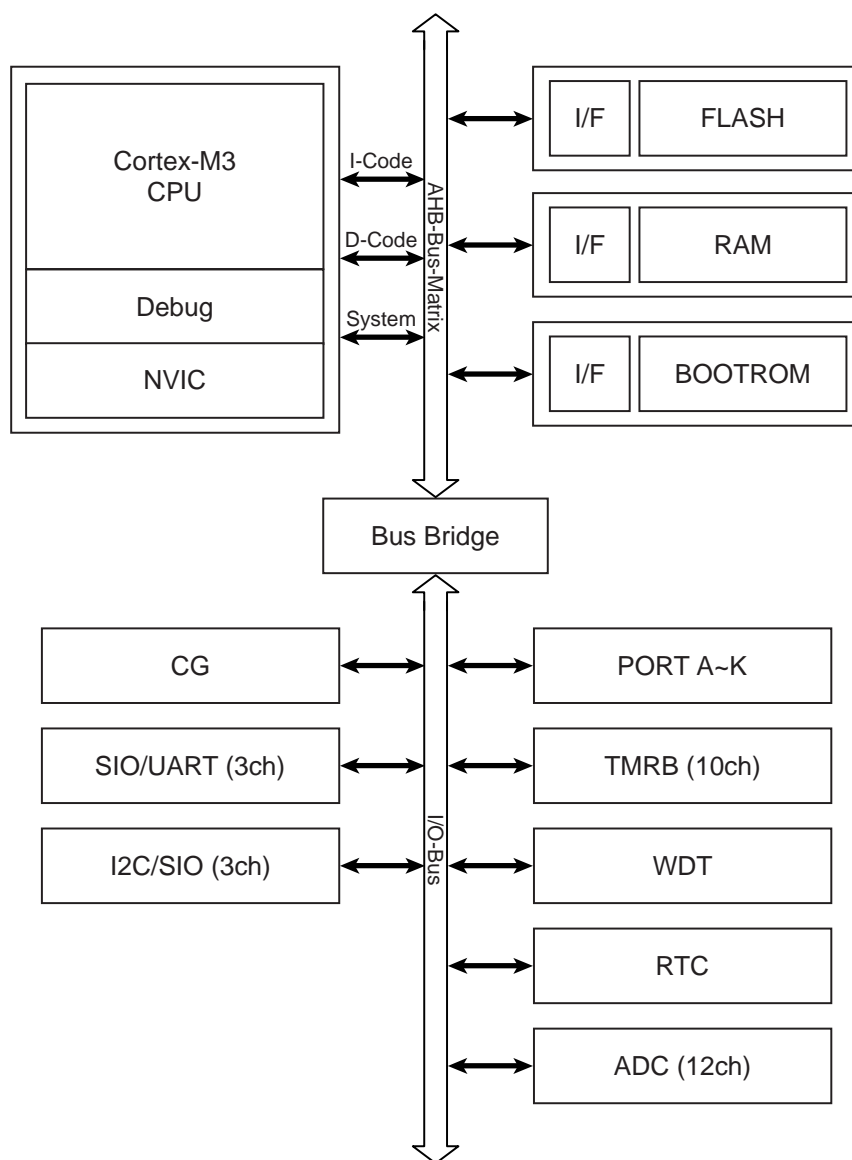 Cortex-M3
CPU
Debug
NVIC
I-Code
D-Code
System
AHB-Bus-Matrix
I/F
FLASH
I/F
RAM
I/F
BOOTROM
Bus Bridge
CG
SIO/UART (3ch)
I2C/SIO (3ch)
I/O-Bus
PORT A~K
TMRB (10ch)
WDT
RTC
ADC (12ch)